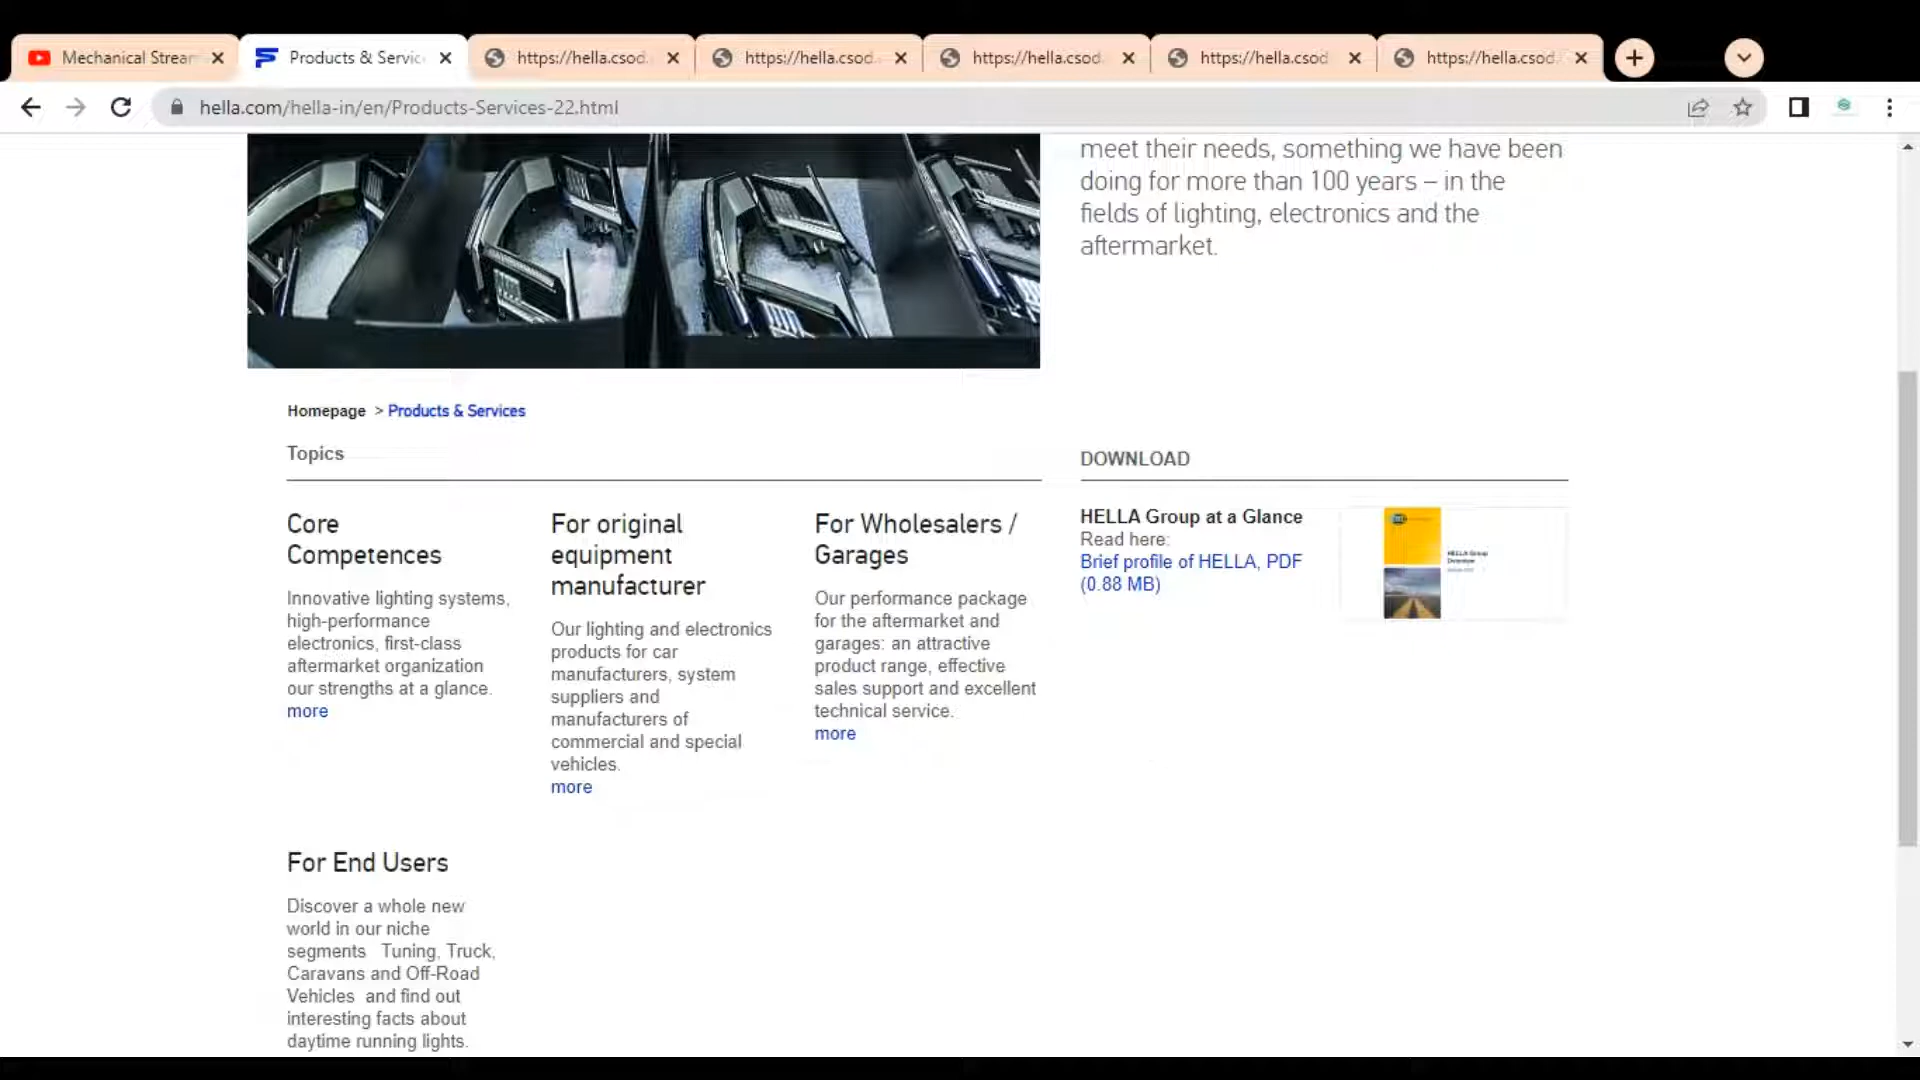 Mechanical Strear
Products & Servic
https://hella.csod.
https://hella.csod.
https://hella.csod
https://hella.csod
https://hella.csod.
hella.com/hella-in/en/Products-Services-22.html
meet their needs, something we have been
doing for more than 100 years – in the
fields of lighting, electronics and the
aftermarket.
Homepage > Products & Services
Topics
Core
Competences
Innovative lighting systems,
high-performance
electronics, first-class
aftermarket organization
our strengths at a glance.
more
For original
equipment
manufacturer
Our lighting and electronics
products for car
manufacturers, system
suppliers and
manufacturers of
commercial and special
vehicles.
more
For Wholesalers /
Garages
Our performance package
for the aftermarket and
garages: an attractive
product range, effective
sales support and excellent
technical service.
more
For End Users
Discover a whole new
world in our niche
segments Tuning, Truck,
Caravans and Off-Road
Vehicles and find out
interesting facts about
daytime running lights.
DOWNLOAD
HELLA Group at a Glance
Read here:
Brief profile of HELLA, PDF
(0.88 MB)
HELLA Group
Overview